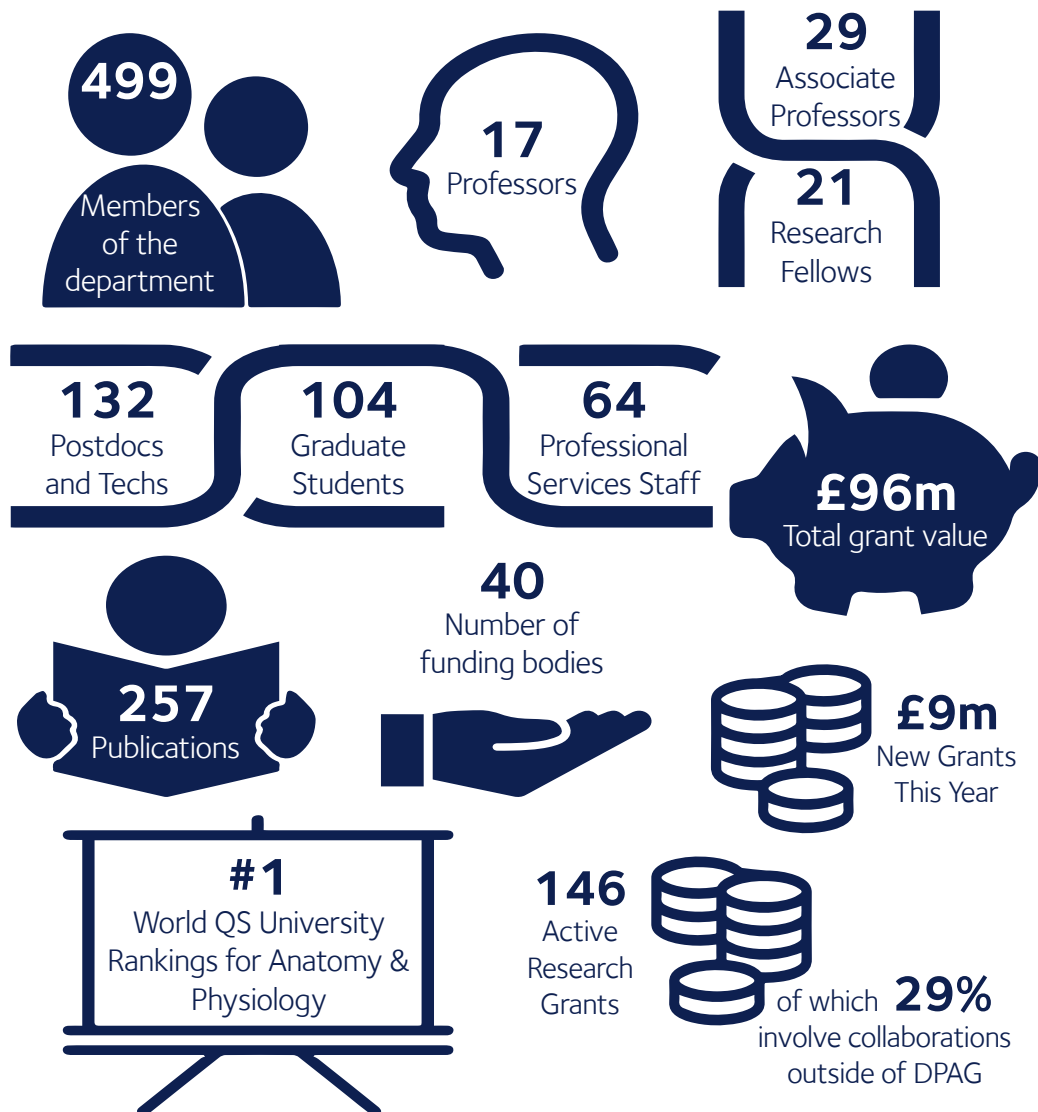 499
Members
of the
department
17
Professors
29
Associate
Professors
21
Research
Fellows
132
Postdocs
and Techs
104
Graduate
Students
64
Professional
Services Staff
£96m
Total grant value
257
Publications
40
Number of
funding bodies
£9m
New Grants
This Year
#1
World QS University
Rankings for Anatomy &
Physiology
146
Active
Research
Grants
of which 29%
involve collaborations
outside of DPAG